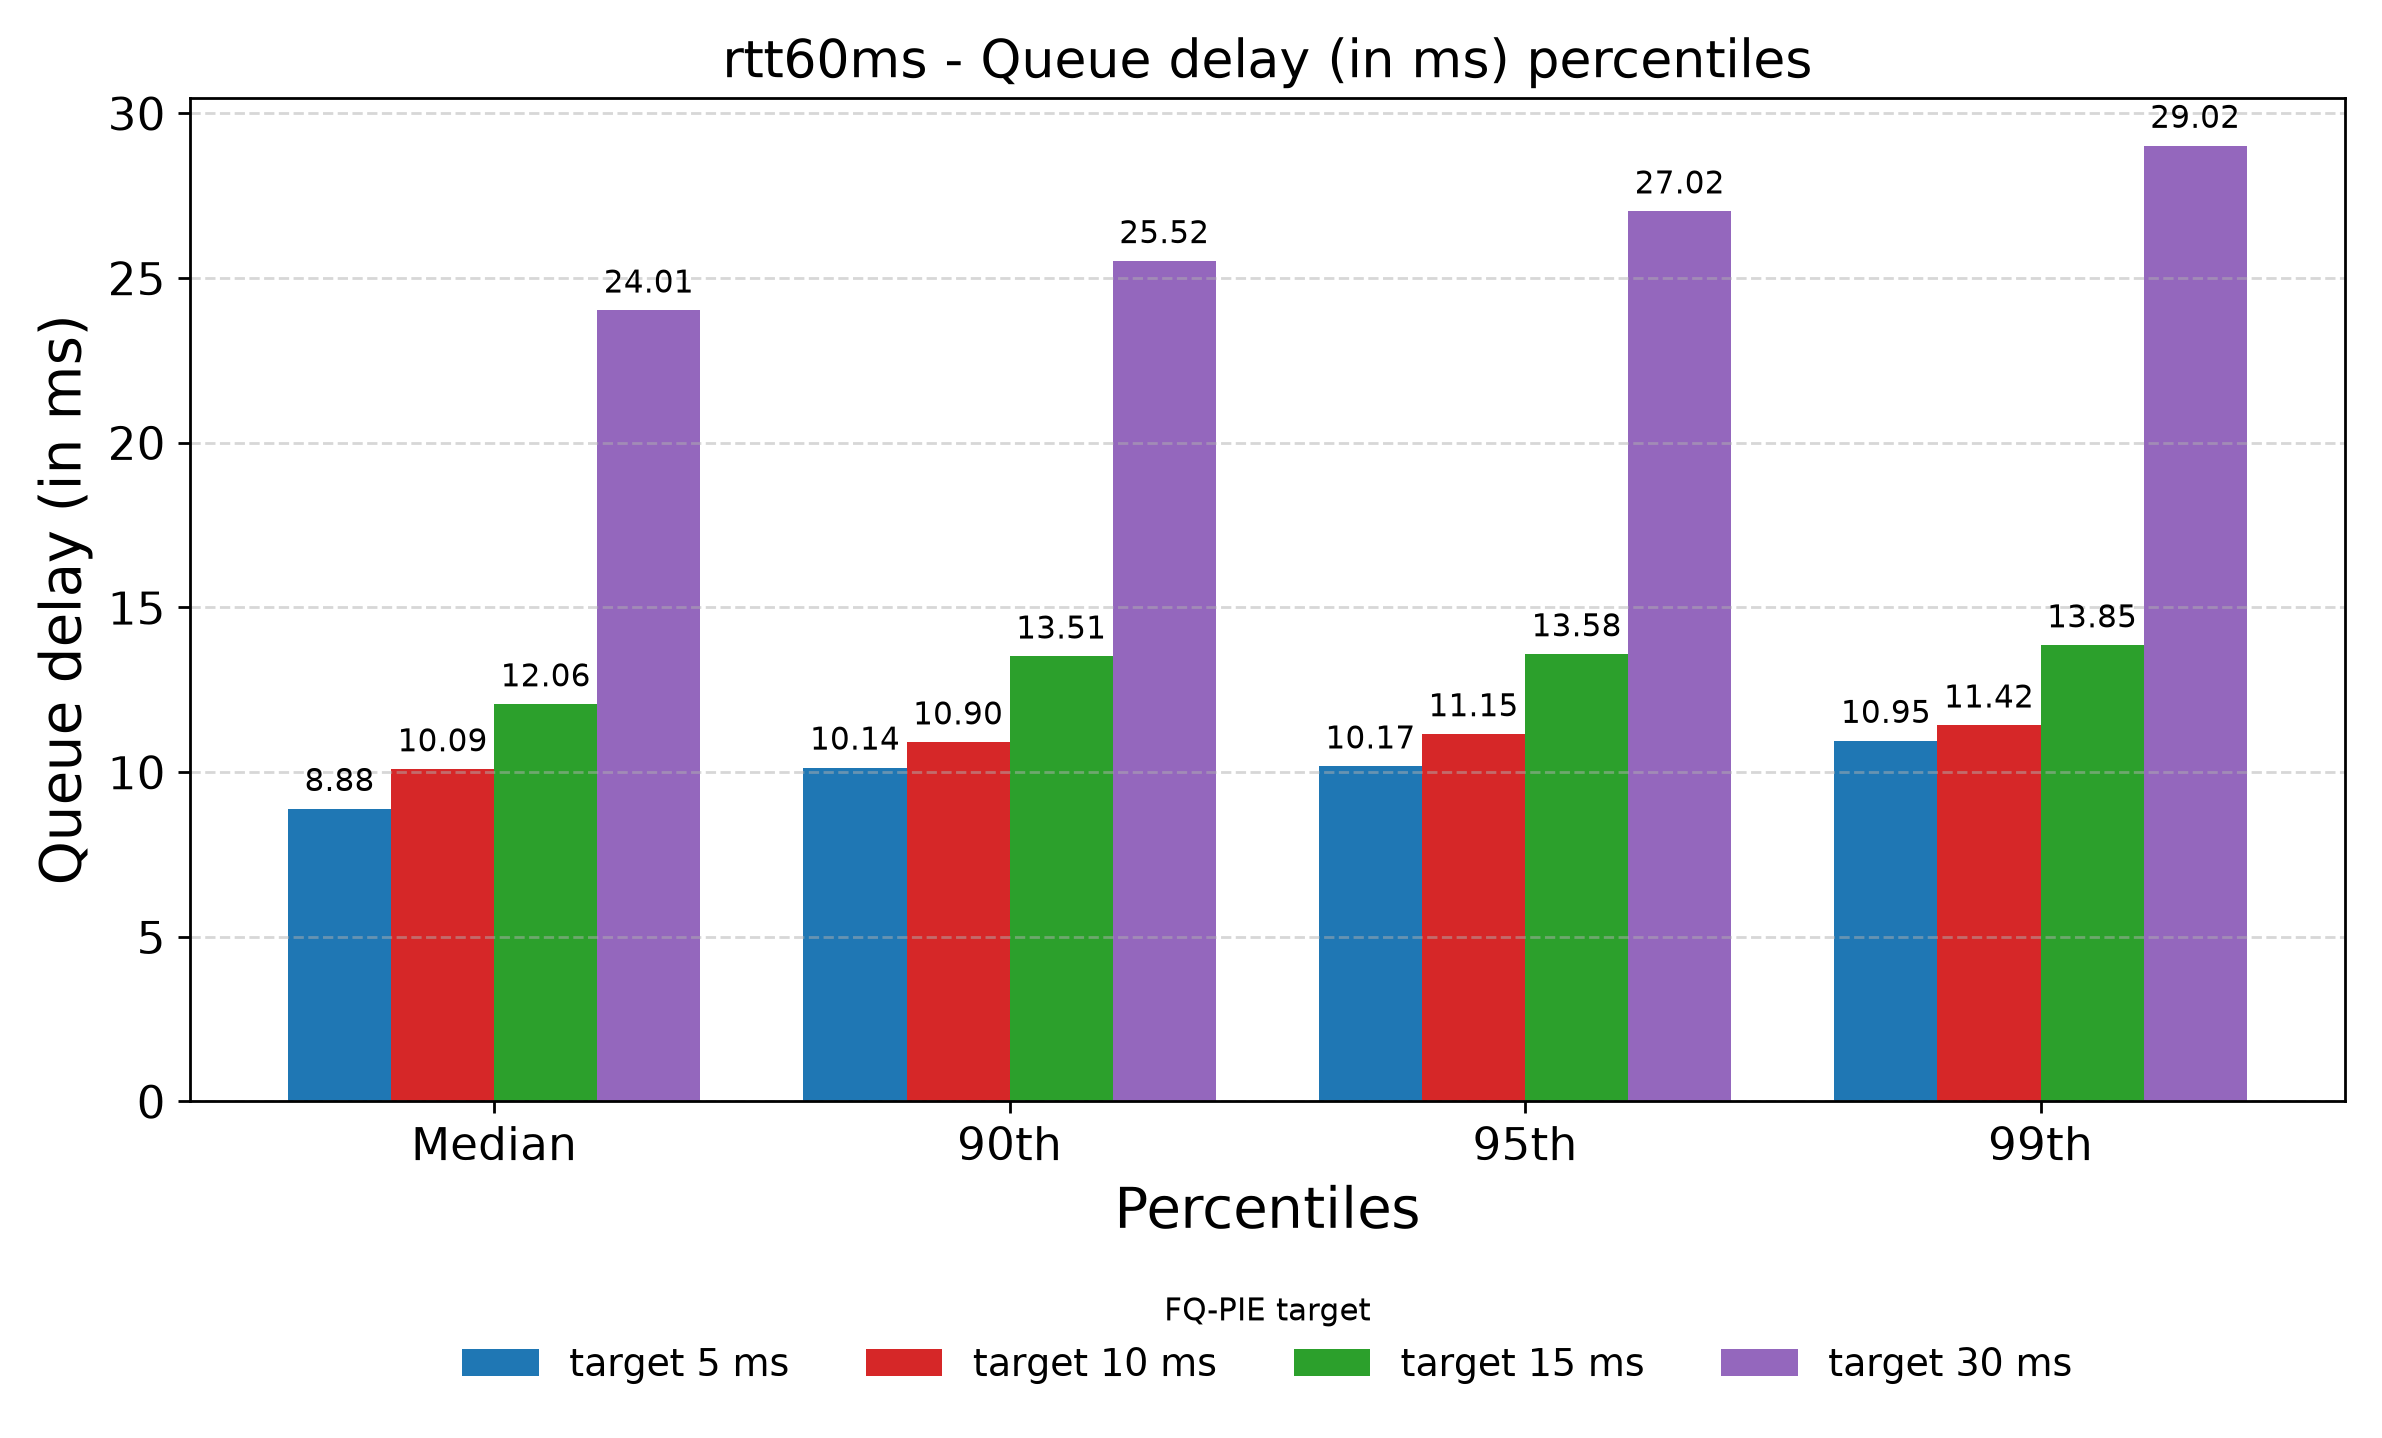 rtt60ms - Queue delay (in ms) percentiles
Queue delay (in ms)
30
25
20
15
10
5
0
8.88
10.09
12.06
24.01
10.14
10.90
13.51
25.52
10.17
11.15
13.58
27.02
10.95
11.42
13.85
29.02
Median
90th
95th
99th
Percentiles
FQ-PIE target
target 5 ms
target 10 ms
target 15 ms
target 30 ms